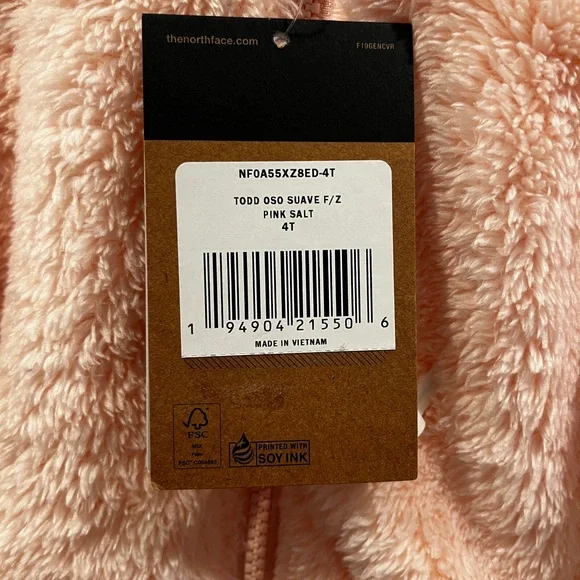 thenorthface.com
F19GENCVR
NF0A55XZ8ED-4T
TODD OSO SUAVE F/Z
PINK SALT
4T
1 94904 21550 6
MADE IN VIETNAM
FSC
PRINTED WITH
SOY INK